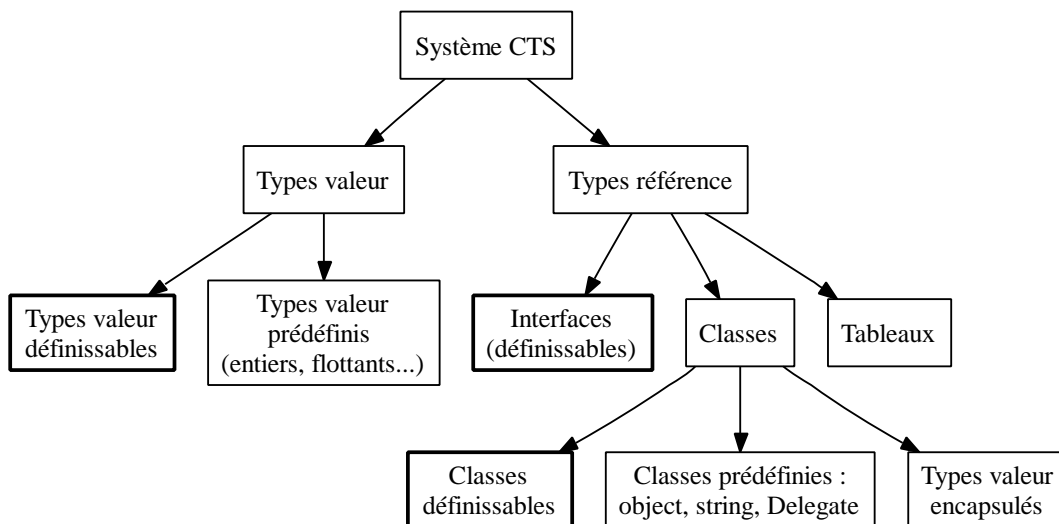 Système CTS
Types valeur
Types référence
Types valeur
définissables
Types valeur
prédéfinis
(entiers, flottants...)
Interfaces
(définissables)
Classes
Tableaux
Classes
définissables
Classes prédéfinies :
object, string, Delegate
Types valeur
encapsulés